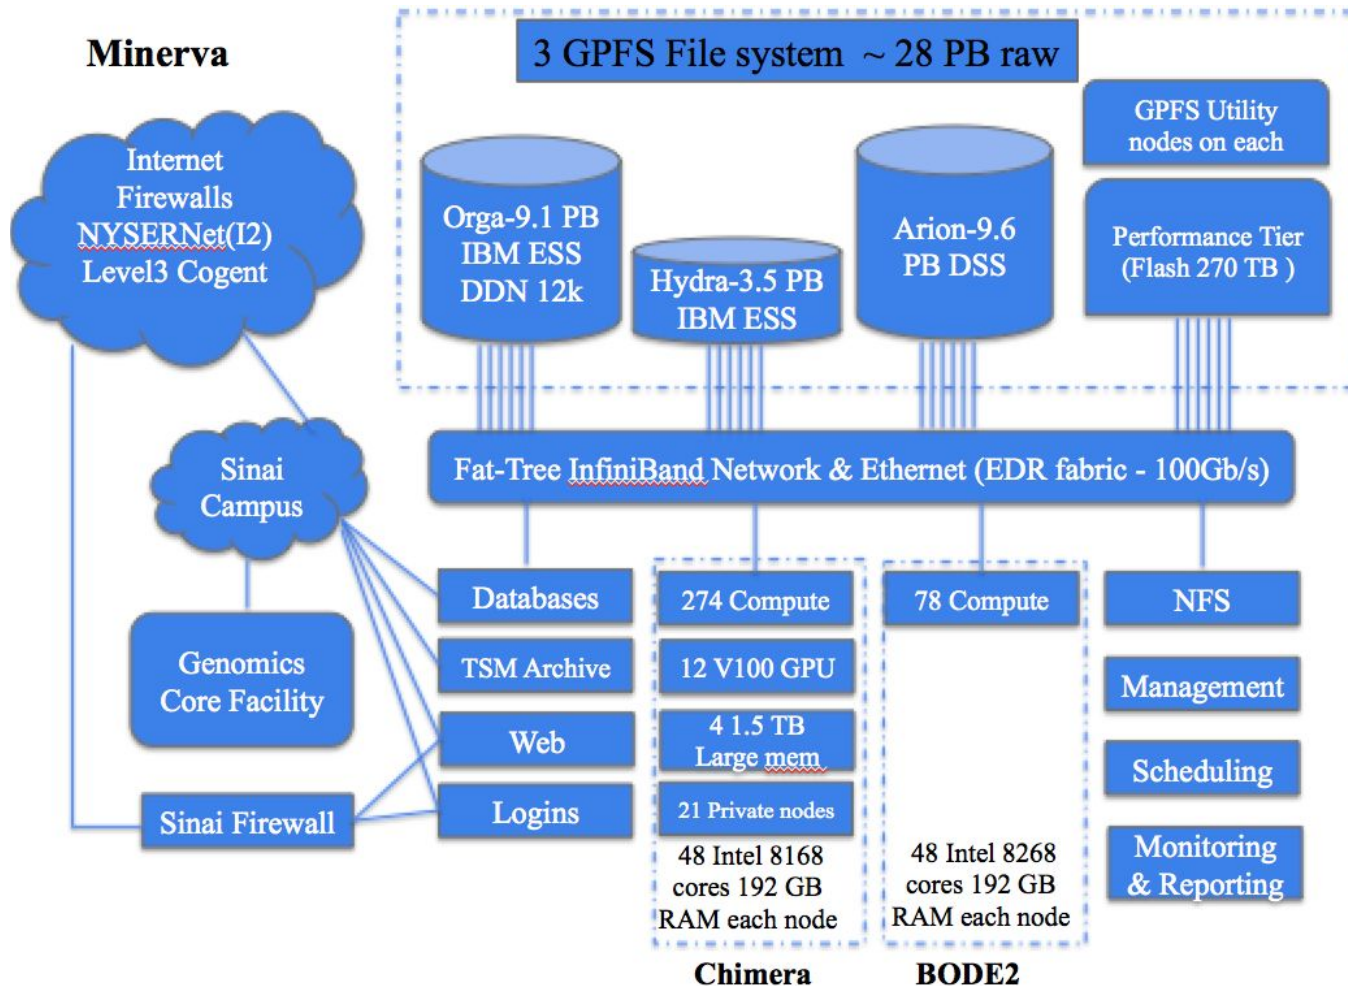 Minerva
3 GPFS File system ~ 28 PB raw
Internet
Firewalls
NYSERNet(I2)
Level3 Cogent
Orga-9.1 PB
IBM ESS
DDN 12k
Hydra-3.5 PB
IBM ESS
Arion-9.6
PB DSS
GPFS Utility
nodes on each
Performance Tier
(Flash 270 TB )
Sinai
Campus
Fat-Tree InfiniBand Network & Ethernet (EDR fabric - 100Gb/s)
Genomics
Core Facility
Sinai Firewall
Databases
TSM Archive
Web
Logins
274 Compute
12 V100 GPU
4 1.5 TB
Large mem
21 Private nodes
48 Intel 8168
cores 192 GB
RAM each node
Chimera
78 Compute
48 Intel 8268
cores 192 GB
RAM each node
BODE2
NFS
Management
Scheduling
Monitoring
& Reporting